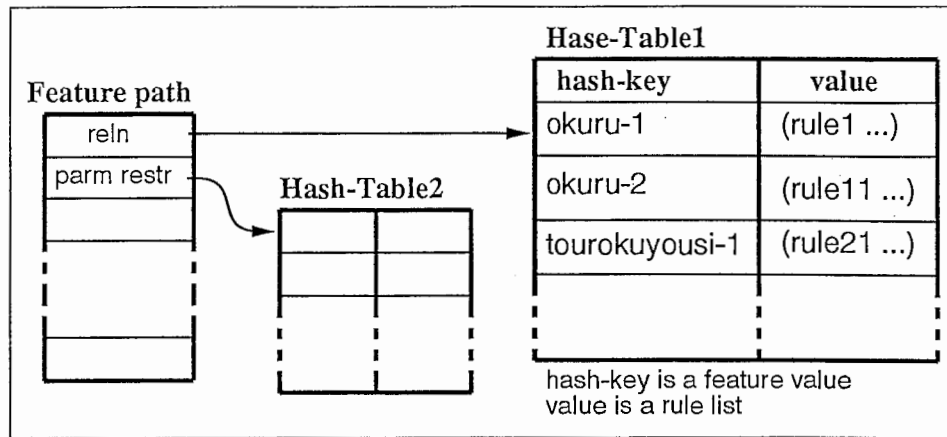 Feature path
reln
parm restr
Hash-Table2
Hase-Table1
hash-key value
okuru-1 (rule1 ...)
okuru-2 (rule11 ...)
tourokuyousi-1 (rule21 ...)
hash-key is a feature value
value is a rule list